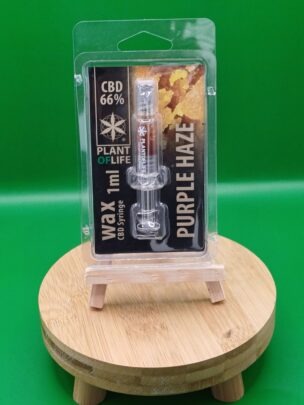 CBD
66%
PLANT
OF LIFE
wax 1ml
CBD Syringe
PURPLE HAZE